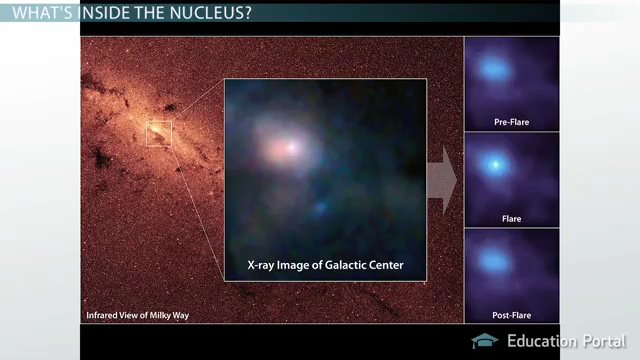 WHAT'S INSIDE THE NUCLEUS?
Pre-Flare
Flare
X-ray Image of Galactic Center
Infrared View of Milky Way
Post-Flare
Education Portal